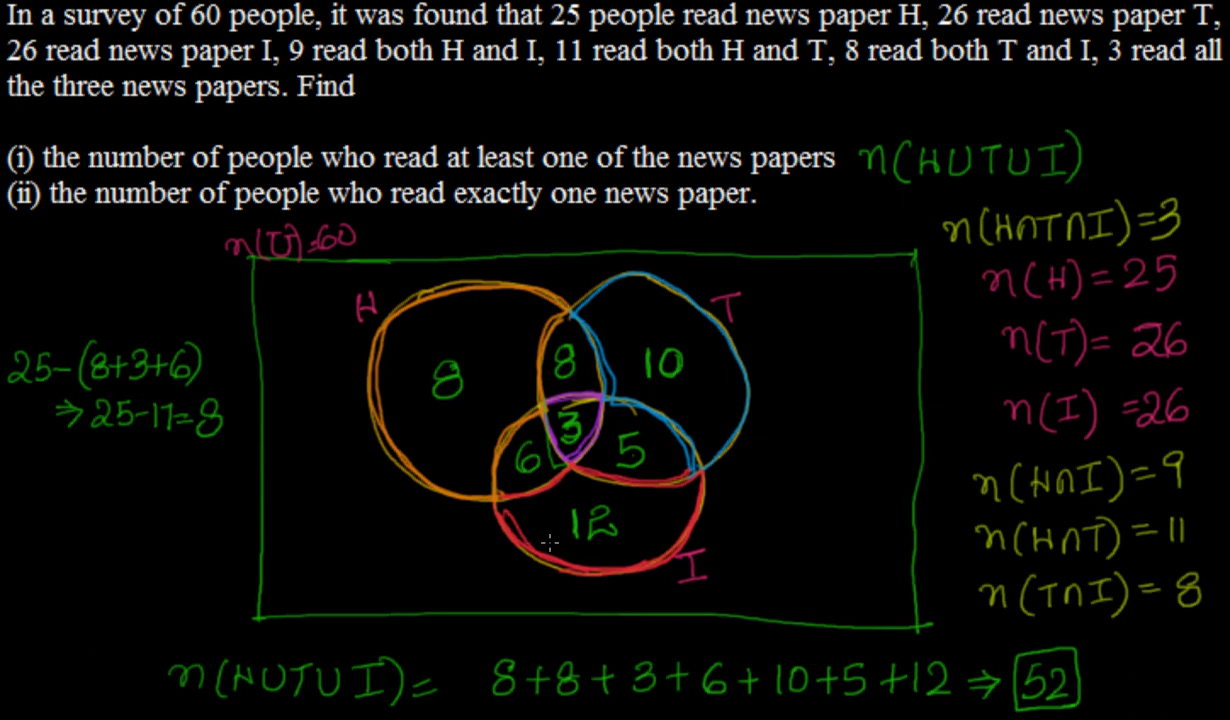 In a survey of 60 people, it was found that 25 people read news paper H, 26 read news paper T,
26 read news paper I, 9 read both H and I, 11 read both H and T, 8 read both T and I, 3 read all
the three news papers. Find
(i) the number of people who read at least one of the news papers n(HUTUI)
(ii) the number of people who read exactly one news paper.
n(U)=60
n(H∩T∩I)=3
n(H)=25
n(T)= 26
n(I) =26
n(H∩I)=9
n(H∩T)=11
n(T∩I)=8
H
T
25-(8+3+6)
⇒25-17=8
8
8
10
3
6
5
12
I
n(HUTUI)= 8+8+3+6+10+5+12 ⇒ 52